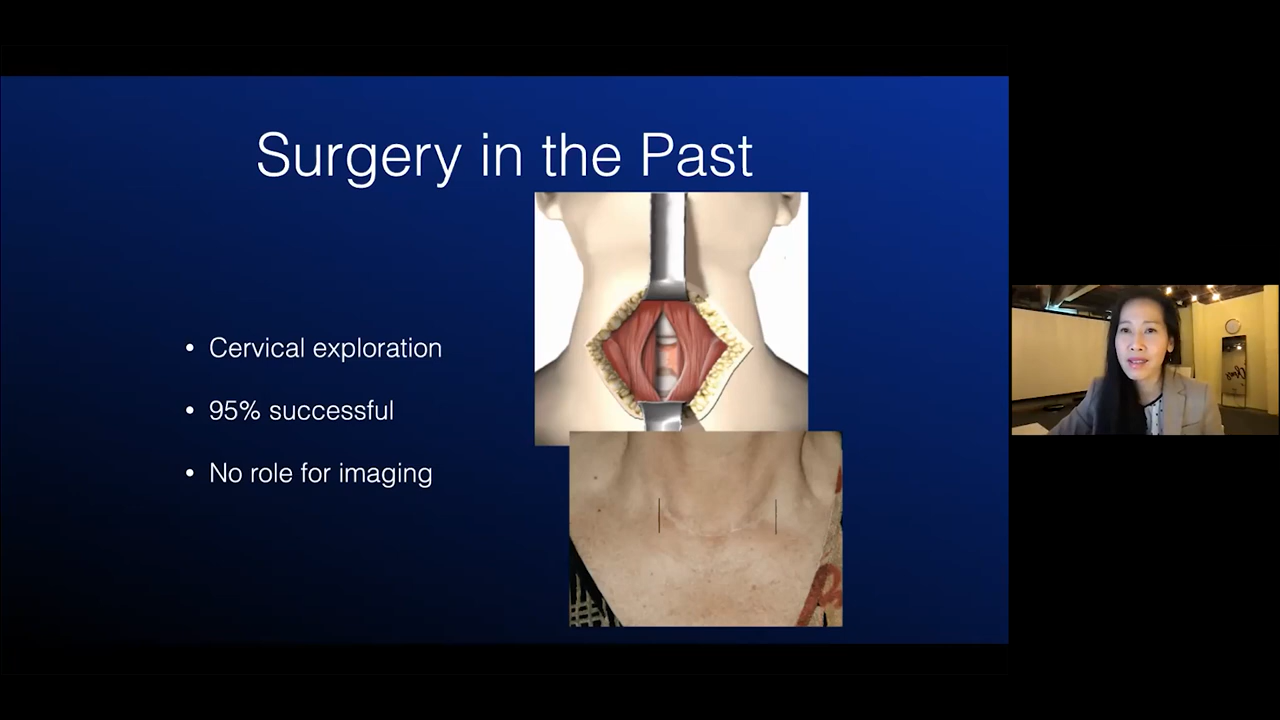 Surgery in the Past
• Cervical exploration
• 95% successful
• No role for imaging